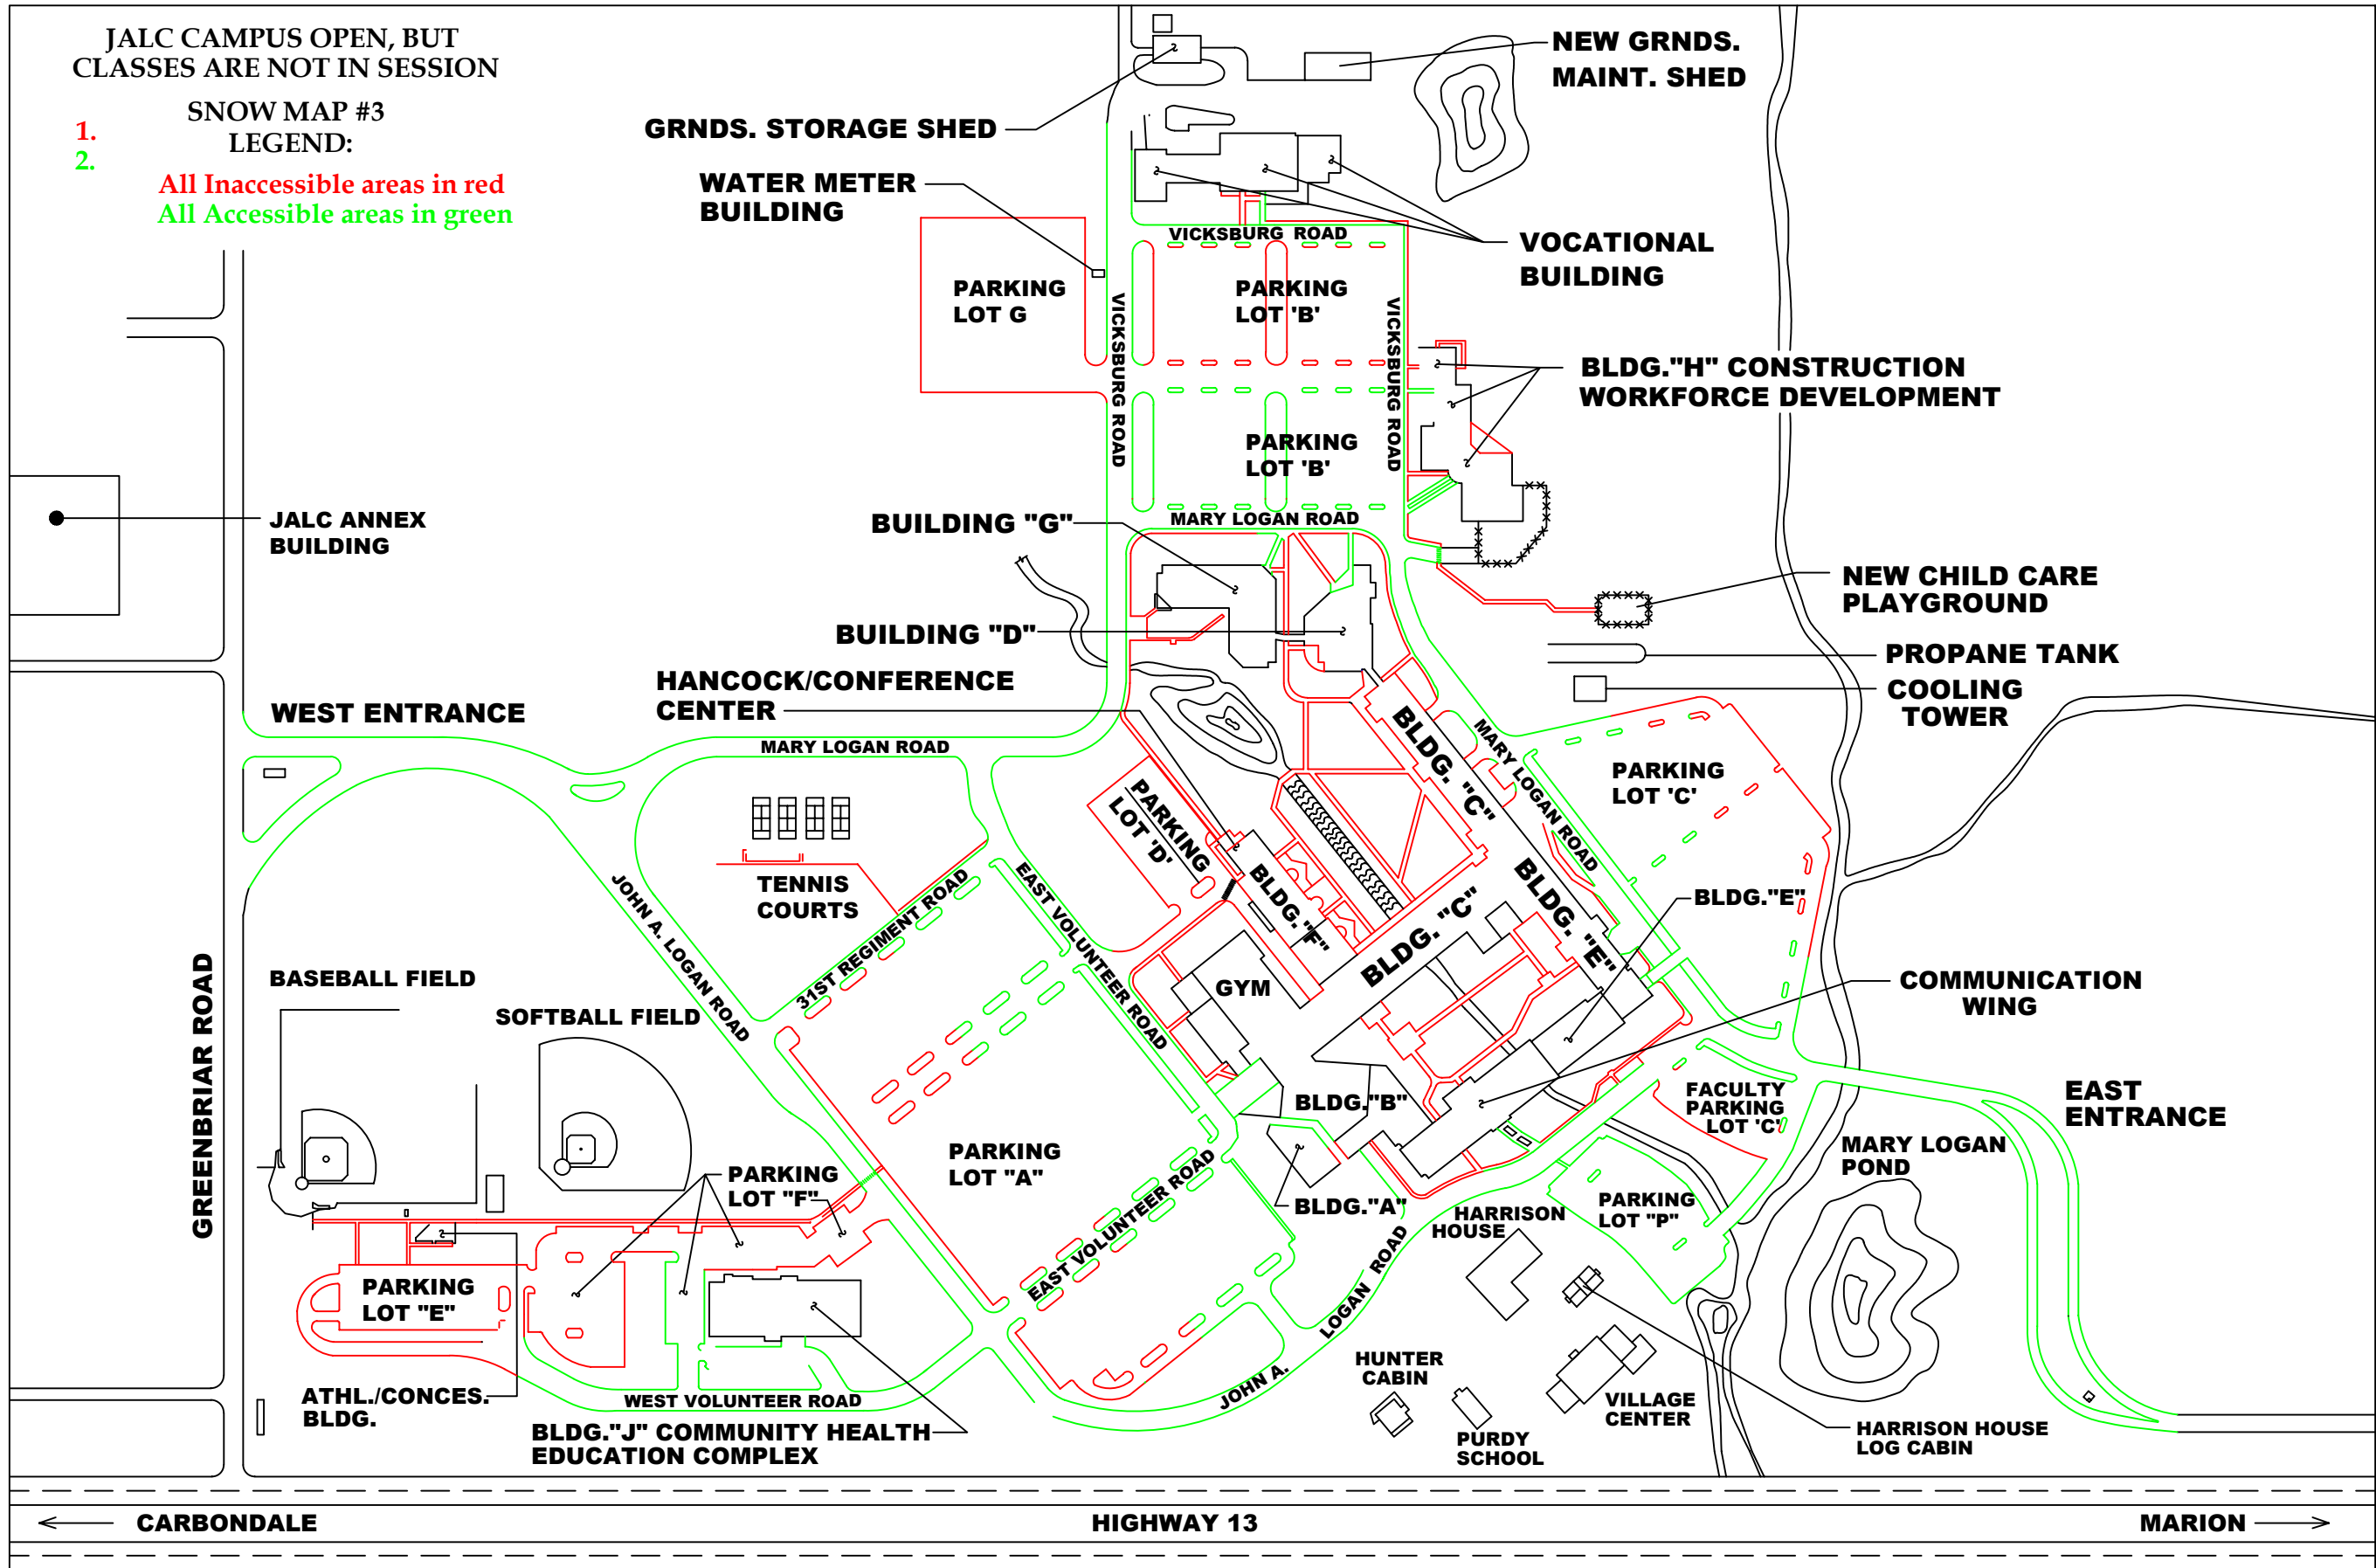 JALC CAMPUS OPEN, BUT
CLASSES ARE NOT IN SESSION
SNOW MAP #3
LEGEND:
1.
2.
All Inaccessible areas in red
All Accessible areas in green
NEW GRNDS.
MAINT. SHED
GRNDS. STORAGE SHED
WATER METER
BUILDING
VICKSBURG ROAD
VOCATIONAL
BUILDING
PARKING
LOT G
PARKING
LOT 'B'
VICKSBURG ROAD
VICKSBURG ROAD
BLDG."H" CONSTRUCTION
WORKFORCE DEVELOPMENT
PARKING
LOT 'B'
JALC ANNEX
BUILDING
BUILDING "G"
MARY LOGAN ROAD
NEW CHILD CARE
PLAYGROUND
BUILDING "D"
PROPANE TANK
HANCOCK/CONFERENCE
CENTER
COOLING
TOWER
WEST ENTRANCE
MARY LOGAN ROAD
BLDG. "C"
MARY LOGAN ROAD
PARKING
LOT 'C'
PARKING
LOT 'D'
TENNIS
COURTS
JOHN A. LOGAN ROAD
31ST REGIMENT ROAD
EAST VOLUNTEER ROAD
BLDG. "F"
BLDG. "C"
BLDG. "E"
BLDG."E"
GREENBRIAR ROAD
BASEBALL FIELD
SOFTBALL FIELD
GYM
COMMUNICATION
WING
BLDG."B"
FACULTY
PARKING
LOT 'C'
EAST
ENTRANCE
PARKING
LOT "A"
MARY LOGAN
POND
PARKING
LOT "F"
EAST VOLUNTEER ROAD
BLDG."A"
HARRISON
HOUSE
PARKING
LOT "P"
PARKING
LOT "E"
JOHN A.
LOGAN ROAD
ATHL./CONCES.
BLDG.
WEST VOLUNTEER ROAD
BLDG."J" COMMUNITY HEALTH
EDUCATION COMPLEX
HUNTER
CABIN
PURDY
SCHOOL
VILLAGE
CENTER
HARRISON HOUSE
LOG CABIN
CARBONDALE
HIGHWAY 13
MARION